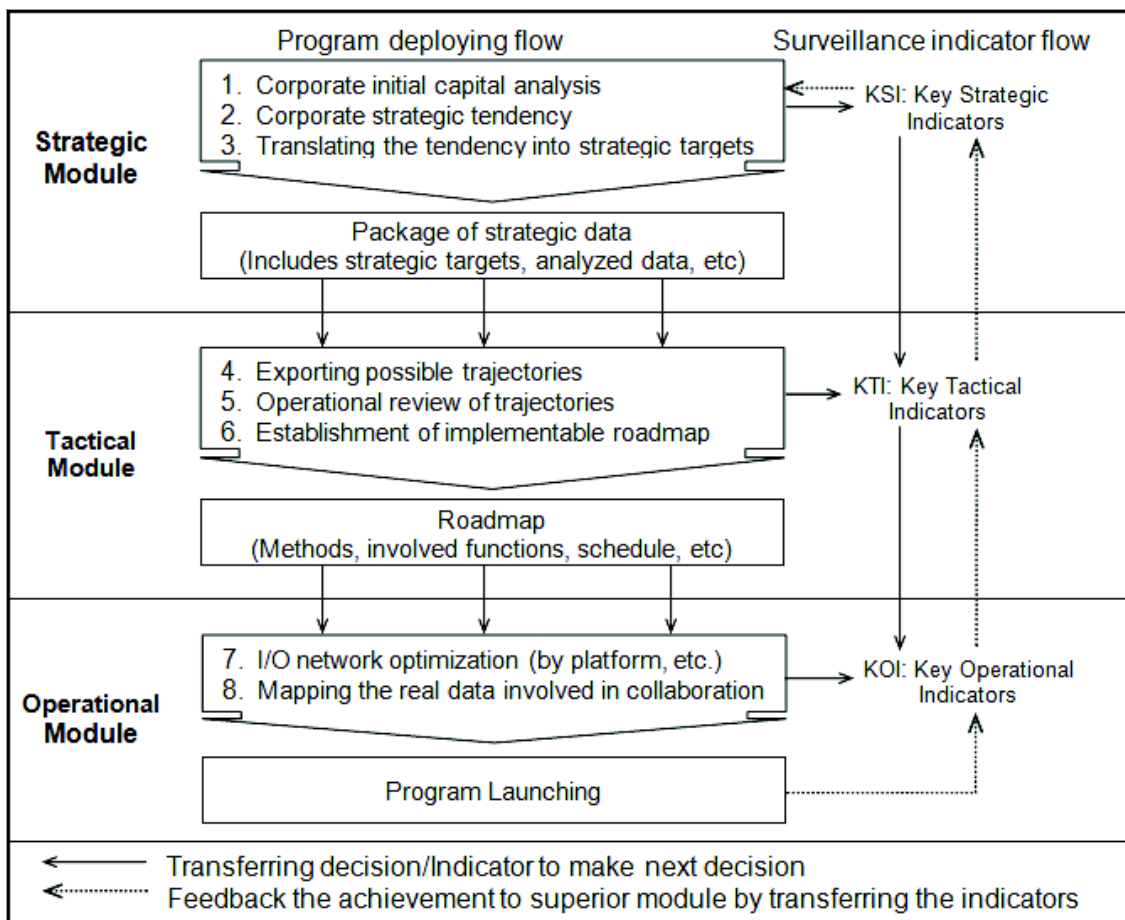 Program deploying flow
Surveillance indicator flow
Strategic
Module
1. Corporate initial capital analysis
2. Corporate strategic tendency
3. Translating the tendency into strategic targets
KSI: Key Strategic
Indicators
Package of strategic data
(Includes strategic targets, analyzed data, etc)
Tactical
Module
4. Exporting possible trajectories
5. Operational review of trajectories
6. Establishment of implementable roadmap
KTI: Key Tactical
Indicators
Roadmap
(Methods, involved functions, schedule, etc)
Operational
Module
7. I/O network optimization (by platform, etc.)
8. Mapping the real data involved in collaboration
KOI: Key Operational
Indicators
Program Launching
Transferring decision/Indicator to make next decision
Feedback the achievement to superior module by transferring the indicators